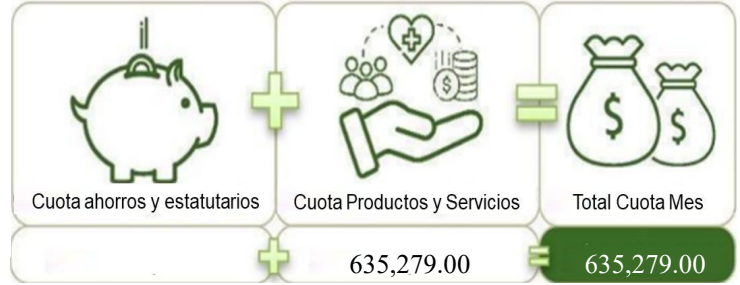 Cuota ahorros y estatutarios
Cuota Productos y Servicios
Total Cuota Mes
635,279.00
635,279.00